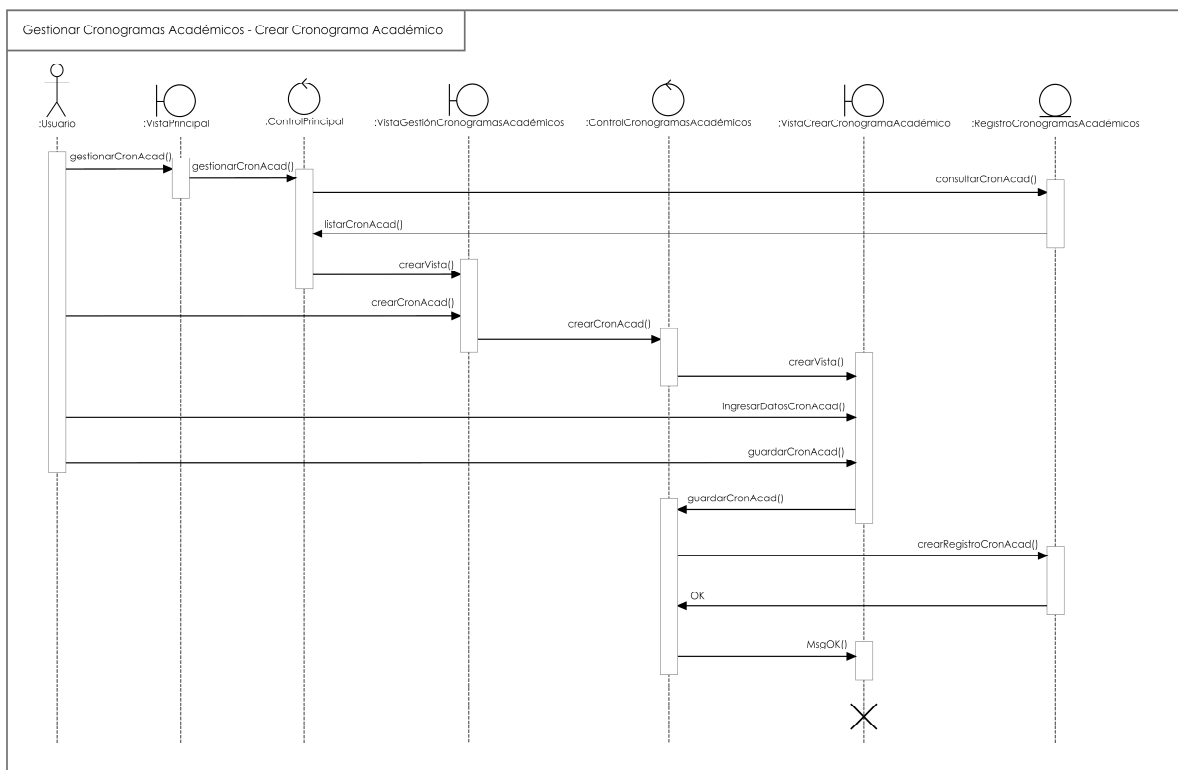 Gestionar Cronogramas Académicos - Crear Cronograma Académico
:Usuario
:VistaPrincipal
:ControlPrincipal
:VistaGestiónCronogramasAcadémicos
:ControlCronogramasAcadémicos
:VistaCrearCronogramaAcadémico
:RegistroCronogramasAcadémicos
gestionarCronAcad()
gestionarCronAcad()
consultarCronAcad()
listarCronAcad()
crearVista()
crearCronAcad()
crearCronAcad()
crearVista()
IngresarDatosCronAcad()
guardarCronAcad()
guardarCronAcad()
crearRegistroCronAcad()
OK
MsgOK()